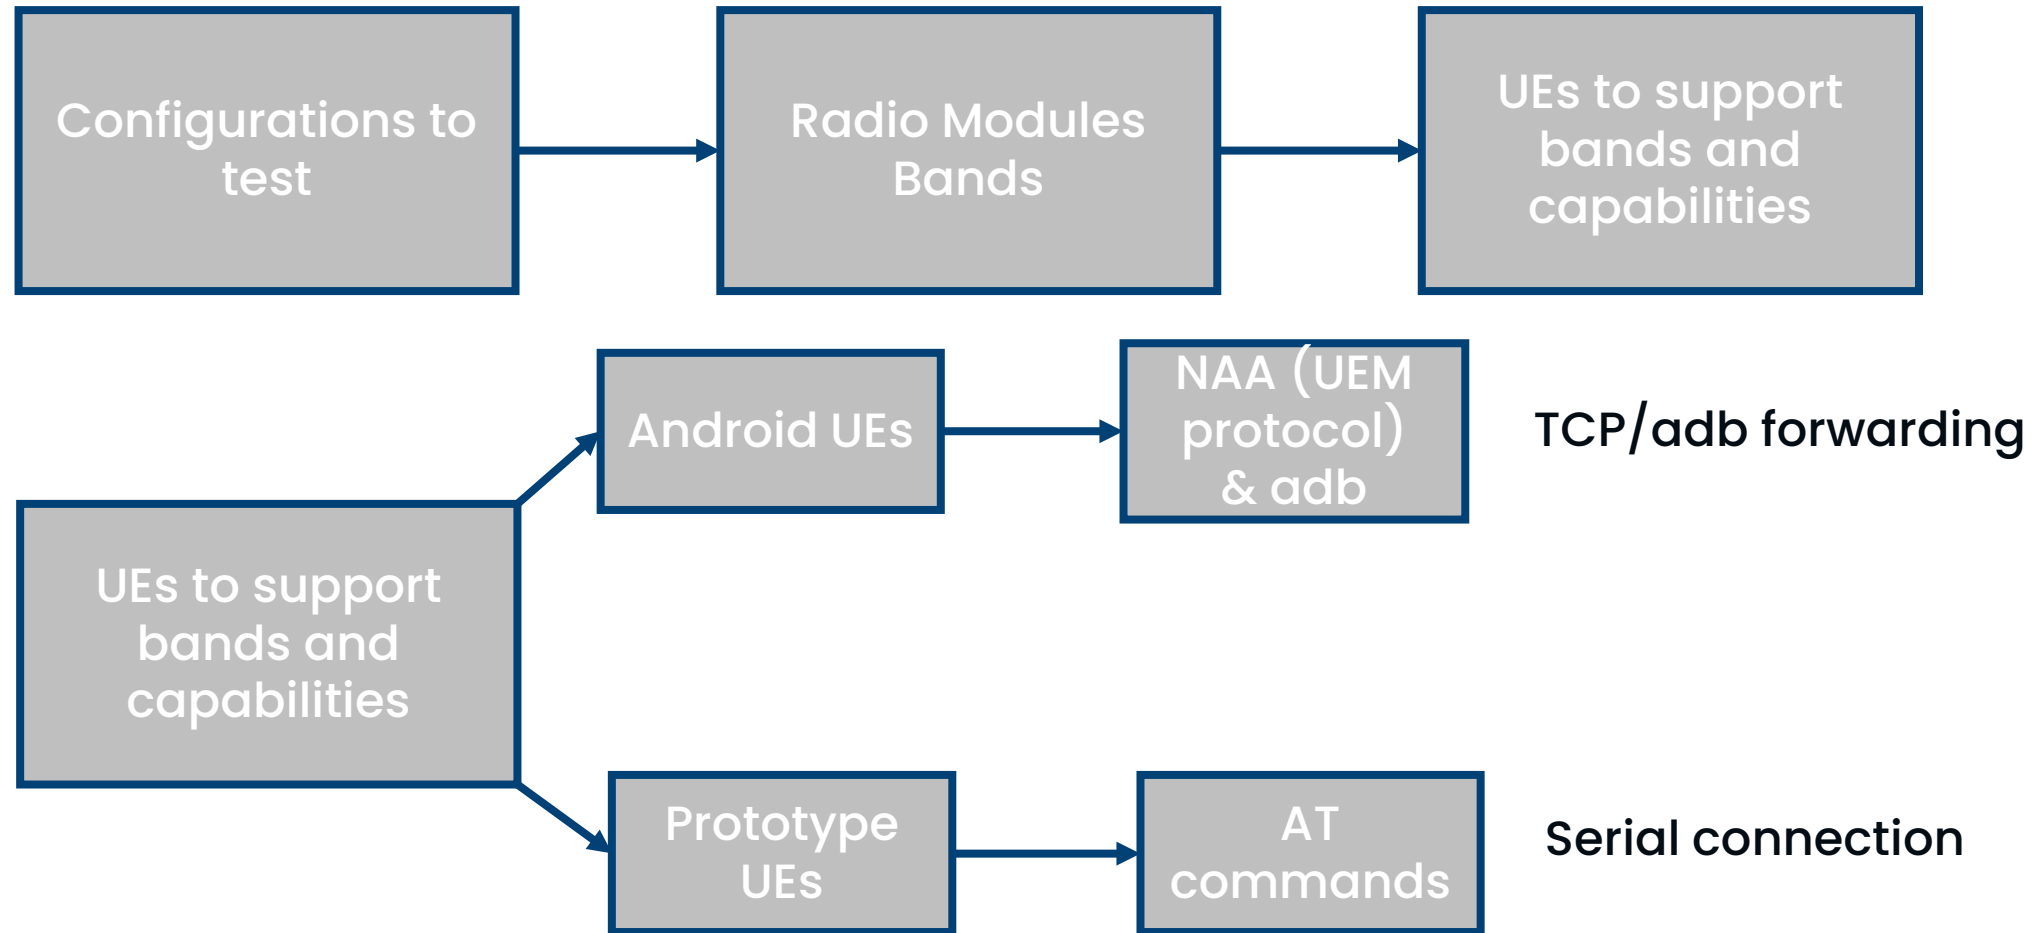 Configurations to
test
Radio Modules
Bands
UEs to support
bands and
capabilities
Android UEs
NAA (UEM
protocol)
& adb
TCP/adb forwarding
UEs to support
bands and
capabilities
Prototype
UEs
AT
commands
Serial connection